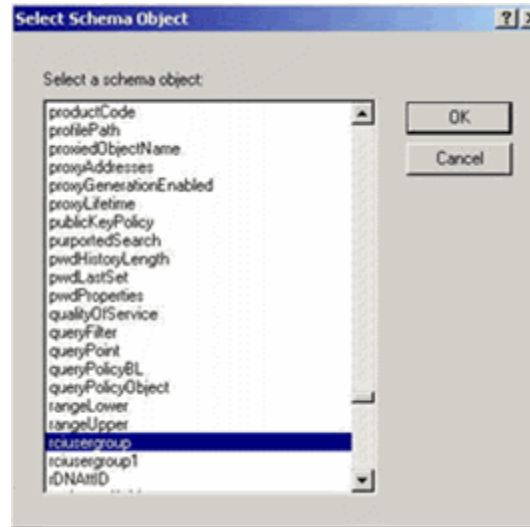 Select Schema Object
Select a schema object:
productCode
profilePath
proxiedObjectName
proxyAddresses
proxyGenerationEnabled
proxyLifetime
publicKeyPolicy
purportedSearch
pwdHistoryLength
pwdLastSet
pwdProperties
qualityOfService
queryFilter
queryPoint
queryPolicyBL
queryPolicyObject
rangeLower
rangeUpper
rciusergroup
rciusergroup1
rDNAttID
OK
Cancel